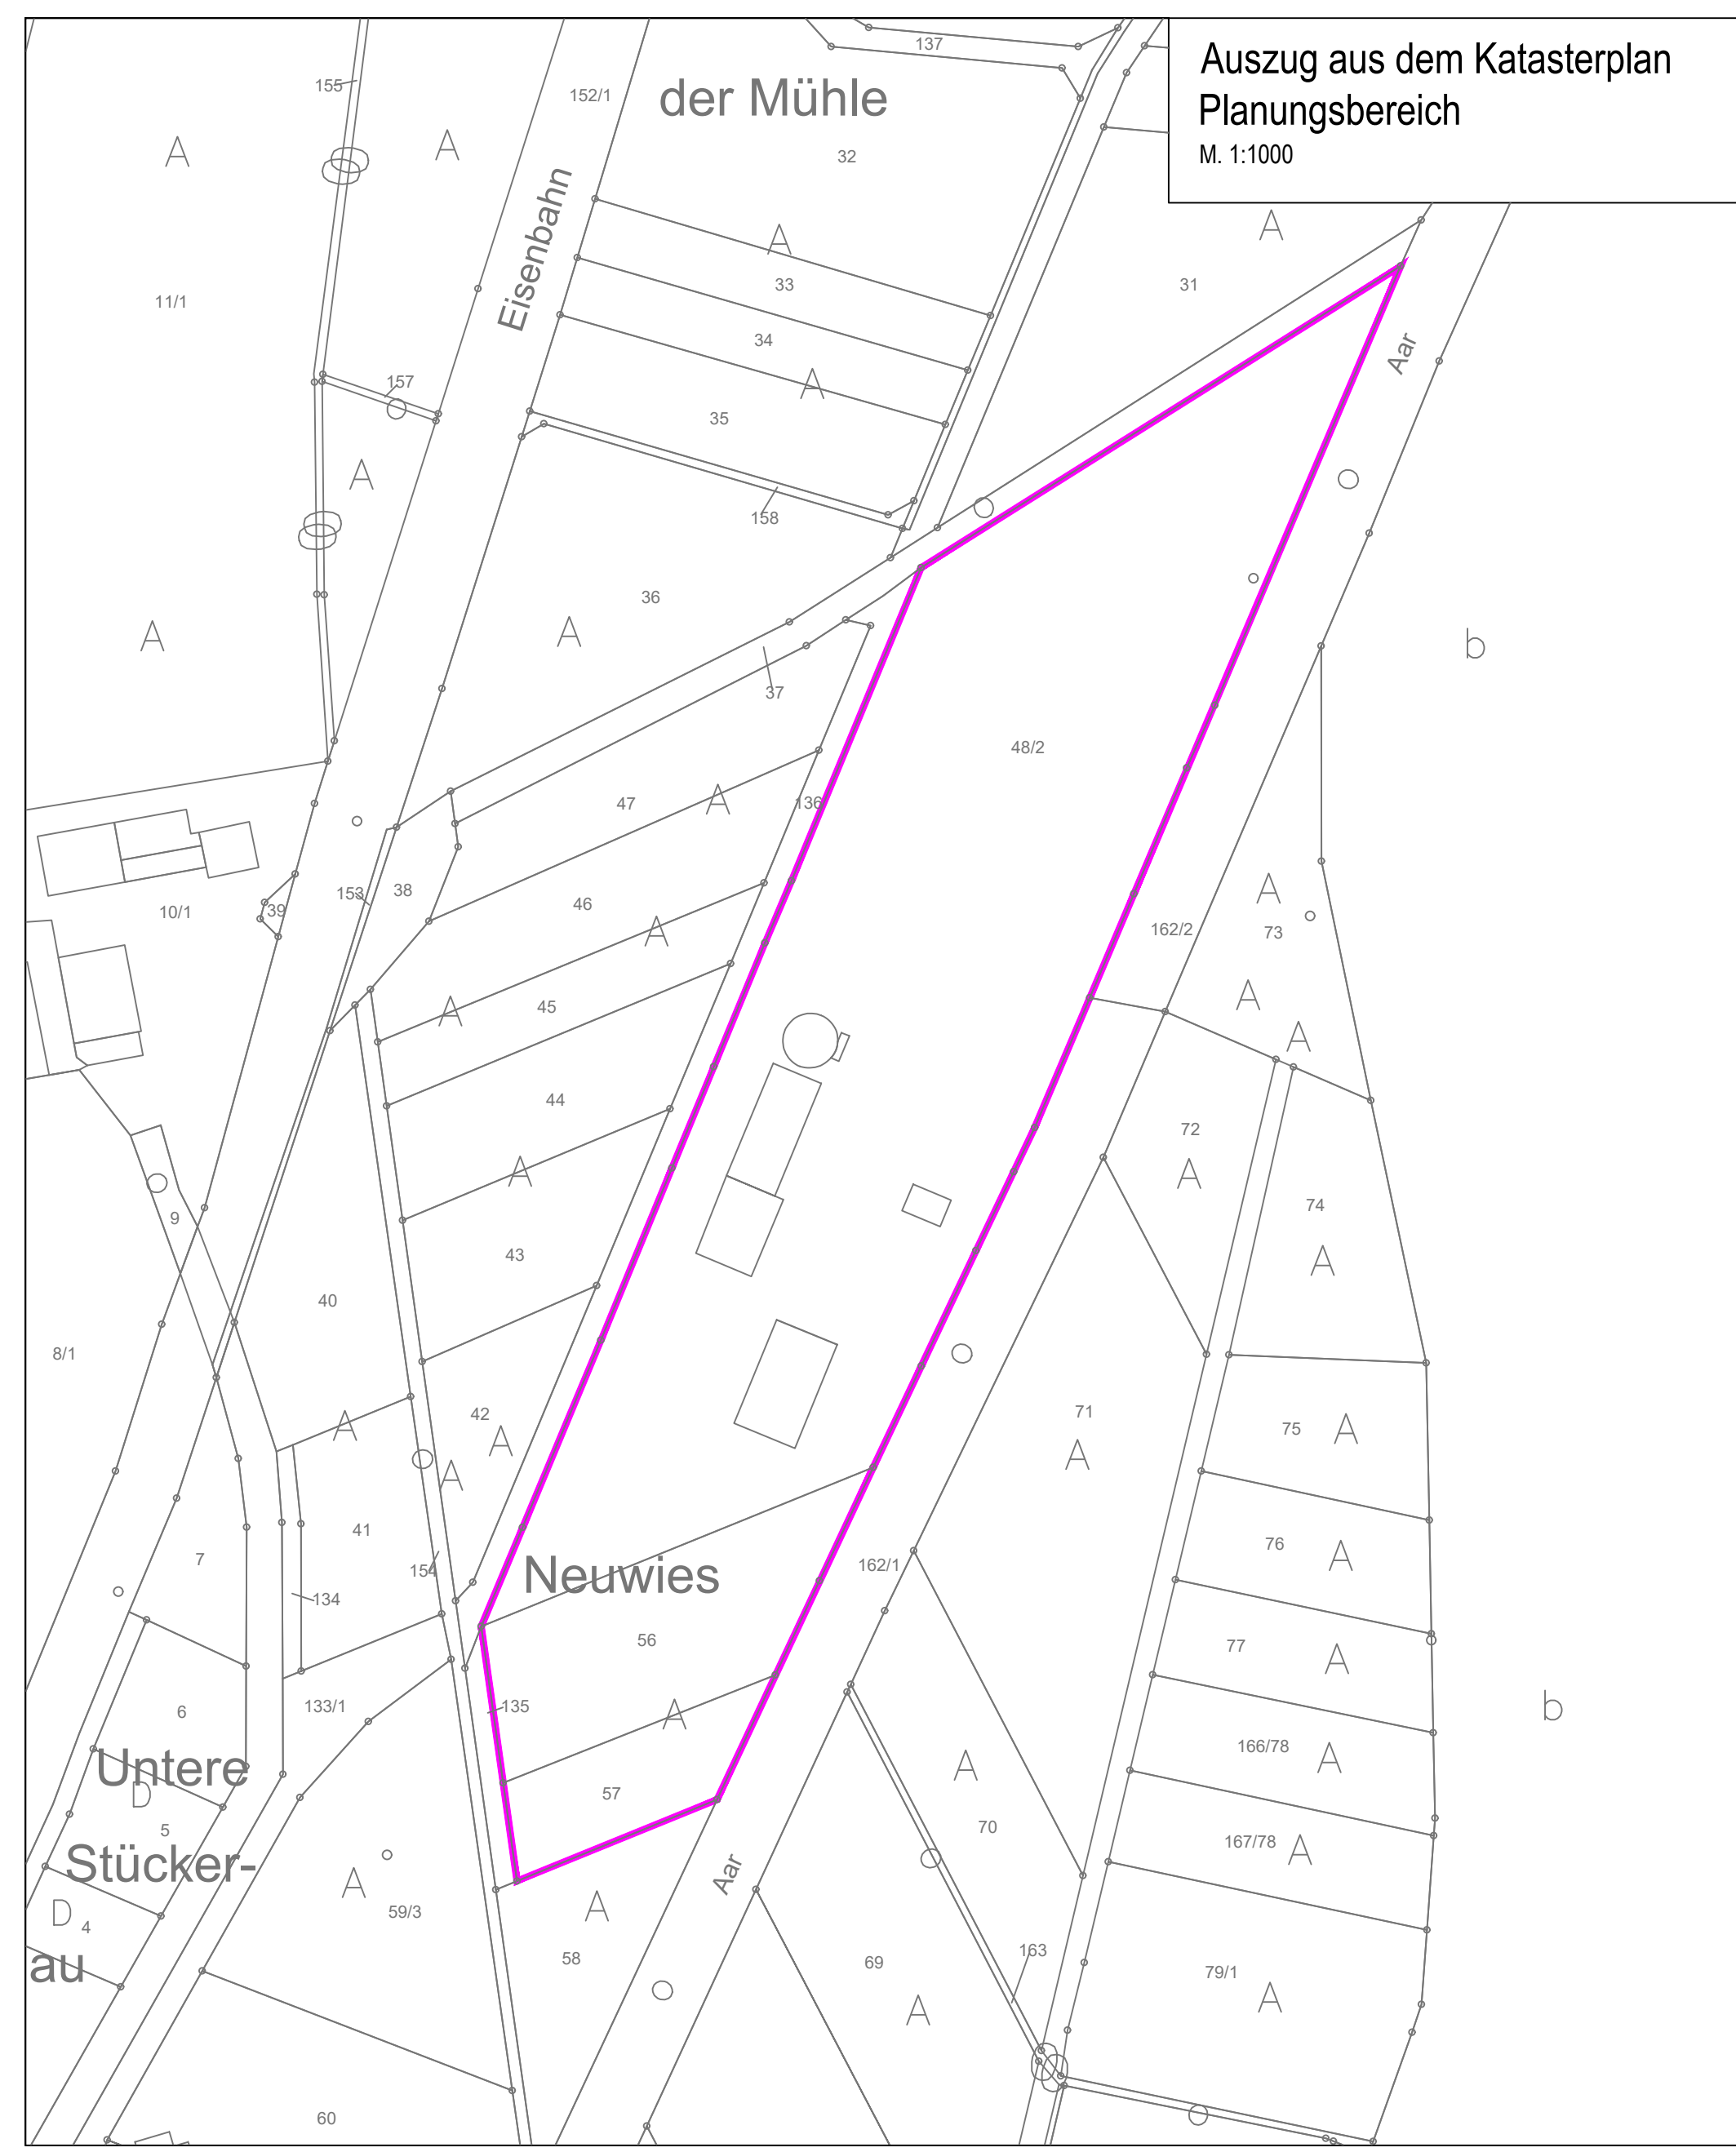 Auszug aus dem Katasterplan
Planungsbereich
M. 1:1000
137
155
152/1
der Mühle
A
A
32
Eisenbahn
A
A
33
31
11/1
34
Aar
157
A
35
A
158
36
A
A
b
37
48/2
47
A
136
153
38
46
A
10/1
39
A
162/2
73
A
45
A
A
44
72
A
A
9
74
43
A
40
8/1
42
71
A
A
A
75
A
A
41
76
A
7
154
Neuwies
162/1
134
56
77
A
6
133/1
135
A
b
166/78
A
Untere
D
57
A
5
70
167/78
A
Stücker-
A
Aar
D
4
59/3
A
58
163
au
69
79/1
A
A
60